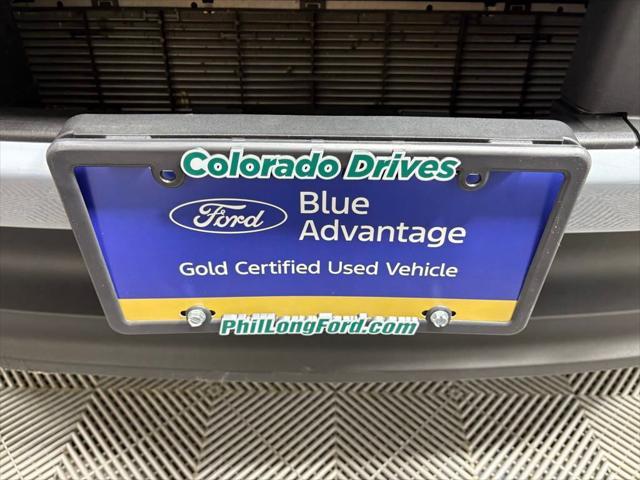 Colorado Drives
Ford
Blue
Advantage
Gold Certified Used Vehicle
PhilLongFord.com